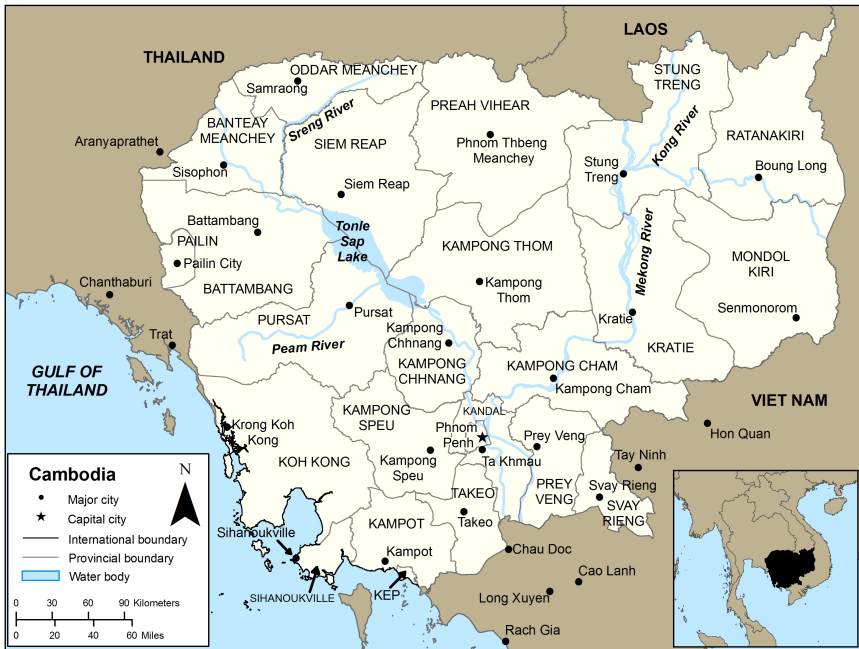 LAOS
THAILAND
ODDAR MEANCHEY
Samraong
STUNG
TRENG
BANTEAY
MEANCHEY
Sreng River
PREAH VIHEAR
Kong River
Aranyaprathet
SIEM REAP
Phnom Thbeng
Meanchey
RATANAKIRI
Sisophon
Stung
Treng
Boung Long
Siem Reap
Battambang
Tonle
Sap
Lake
PAILIN
Pailin City
KAMPONG THOM
Mekong River
MONDOL
KIRI
Chanthaburi
BATTAMBANG
Kampong
Thom
Senmonorom
PURSAT
Pursat
Kratie
Trat
Peam River
Kampong
Chhnang
KRATIE
GULF OF
THAILAND
KAMPONG
CHHNANG
KAMPONG CHAM
Kampong Cham
VIET NAM
KAMPONG
SPEU
KANDAL
Krong Koh
Kong
Phnom
Penh
Prey Veng
Hon Quan
KOH KONG
Kampong
Speu
Ta Khmau
Tay Ninh
PREY
VENG
Svay Rieng
SVAY
RIENG
TAKEO
Takeo
KAMPOT
Sihanoukville
Kampot
Chau Doc
SIHANOUKVILLE
KEP
Cao Lanh
Long Xuyen
Rach Gia
Cambodia
N
Major city
Capital city
International boundary
Provincial boundary
Water body
0 30 60 90 Kilometers
0 20 40 60 Miles